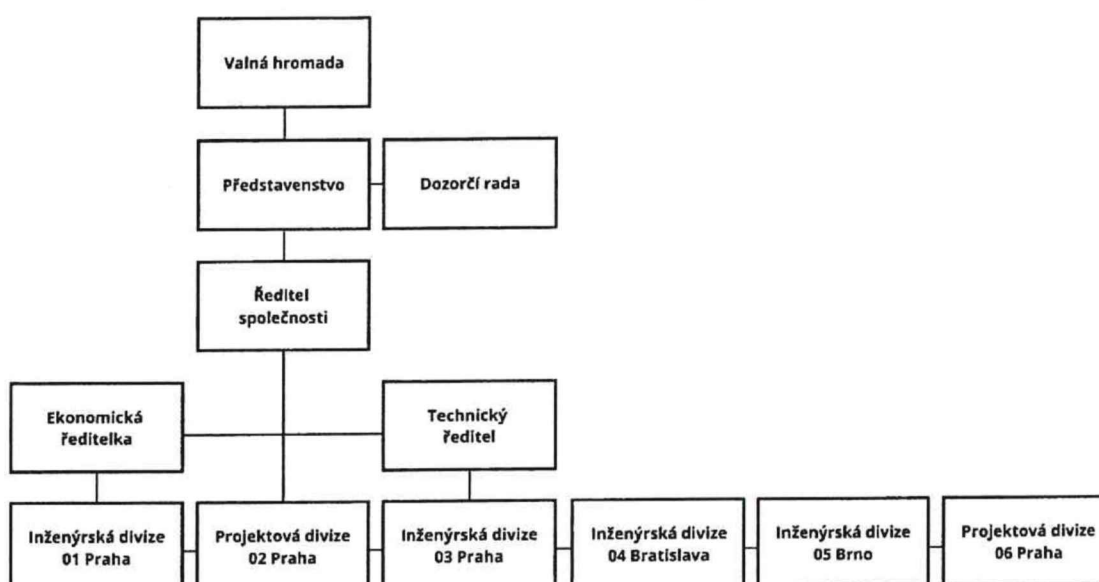 Valná hromada
Představenstvo
Dozorčí rada
Ředitel
společnosti
Ekonomická
ředitelka
Technický
ředitel
Inženýrská divize
01 Praha
Projektová divize
02 Praha
Inženýrská divize
03 Praha
Inženýrská divize
04 Bratislava
Inženýrská divize
05 Brno
Projektová divize
06 Praha